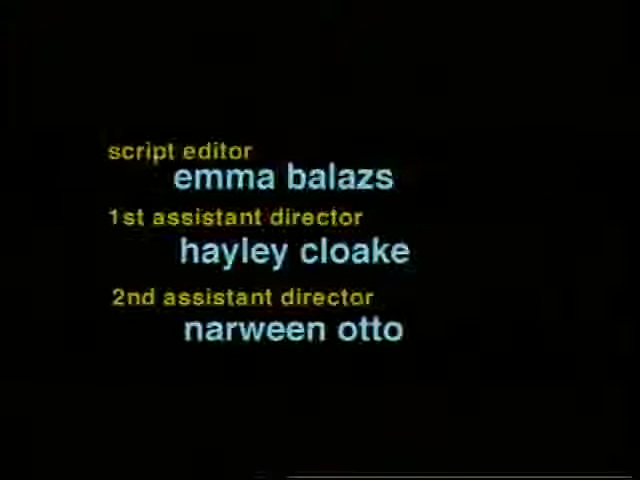 script editor
emma balazs
1st assistant director
hayley cloake
2nd assistant director
narween otto